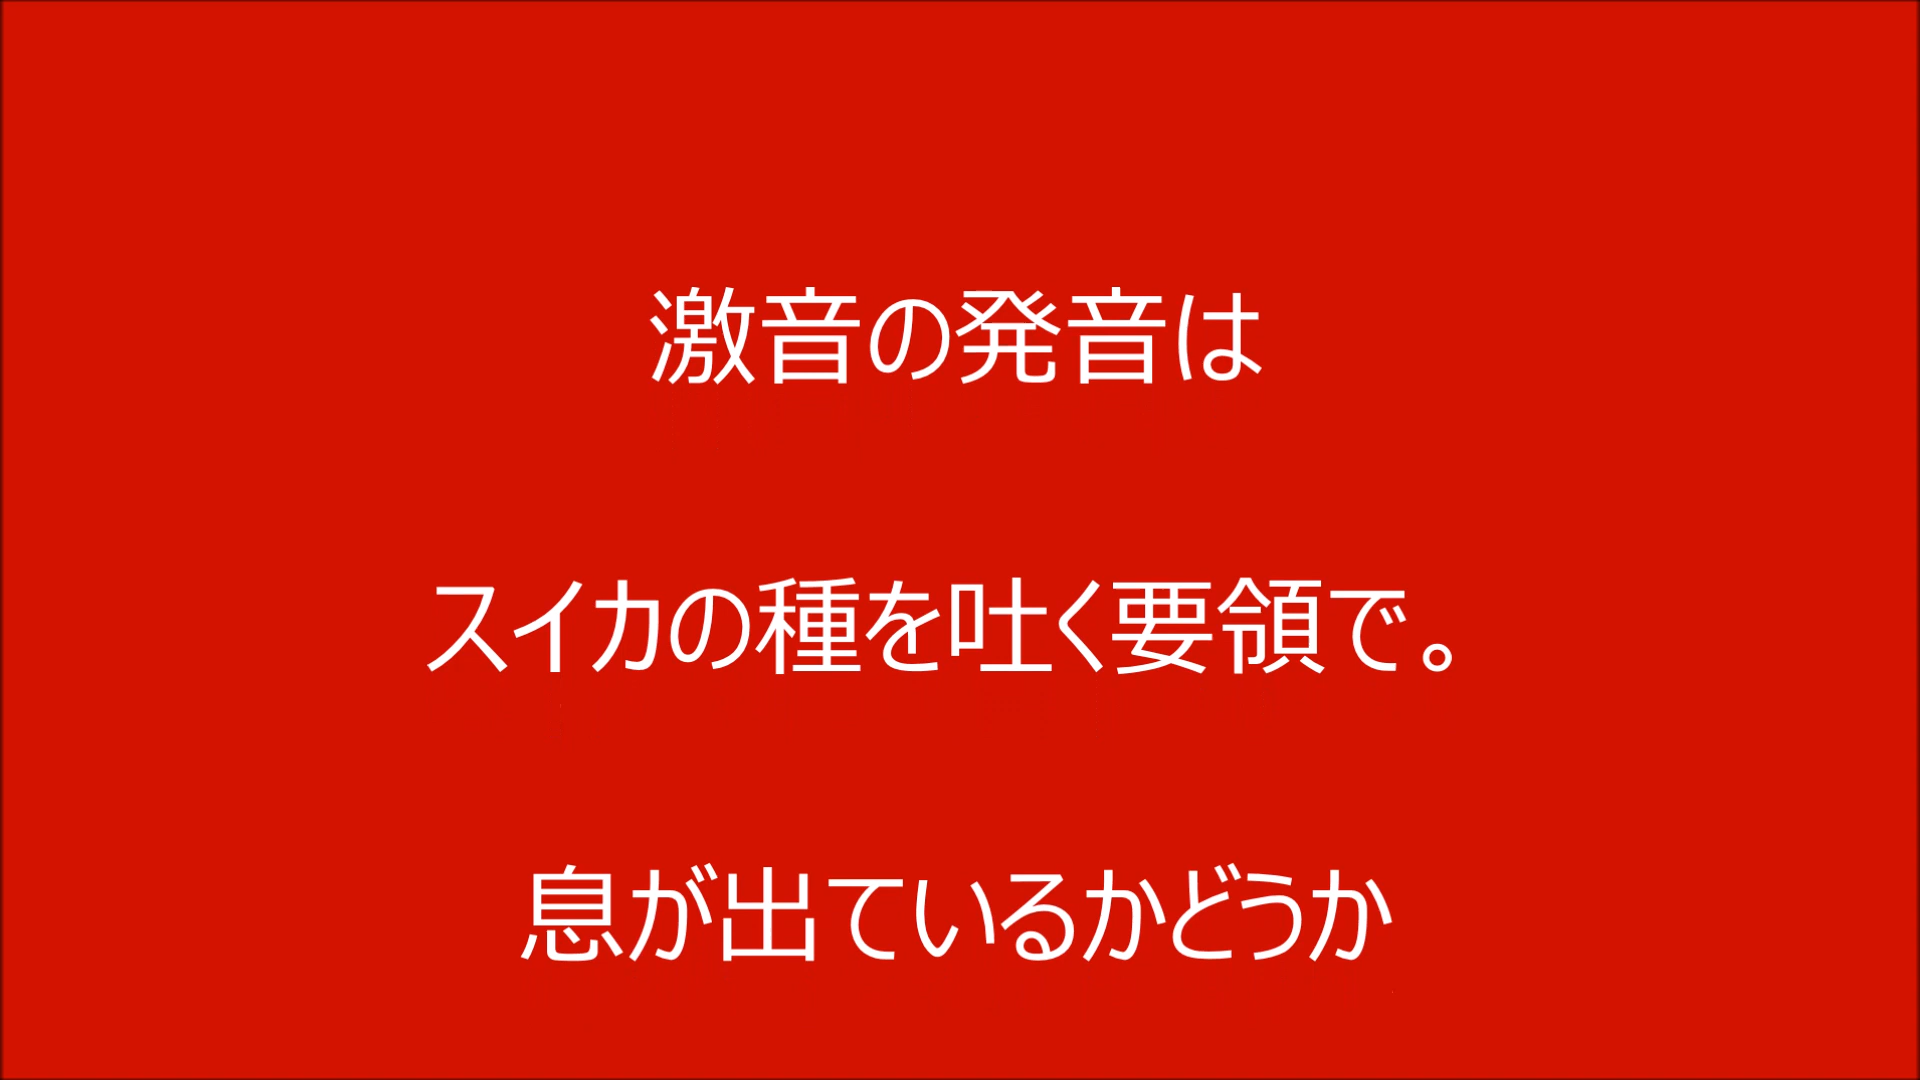 激音の発音は
スイカの種を吐く要領で。
息が出ているかどうか